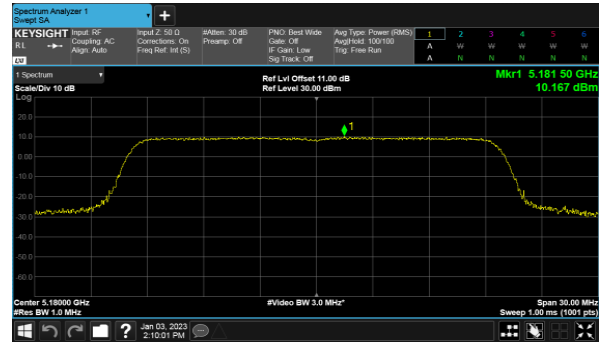 Spectrum Analyzer 1
Swept SA
+
KEYSIGHT Input: RF Input Z: 50 Ω #Atten: 30 dB PNO: Best Wide Avg Type: Power (RMS) 1 2 3 4 5 6
RL Coupling: AC Corrections: On Preamp: Off Gate: Off Avg|Hold: 100/100 A W W W W W
Align: Auto Freq Ref: Int (S) IF Gain: Low Trig: Free Run
LXI Sig Track: Off A N N N N N
1 Spectrum Ref Lvl Offset 11.00 dB Mkr1 5.181 50 GHz
Scale/Div 10 dB Ref Level 30.00 dBm 10.167 dBm
Log
20.0
10.0
1
0.00
-10.0
-20.0
-30.0
-40.0
-50.0
-60.0
Center 5.18000 GHz #Video BW 3.0 MHz* Span 30.00 MHz
#Res BW 1.0 MHz Sweep 1.00 ms (1001 pts)
? Jan 03, 2023
2:10:01 PM